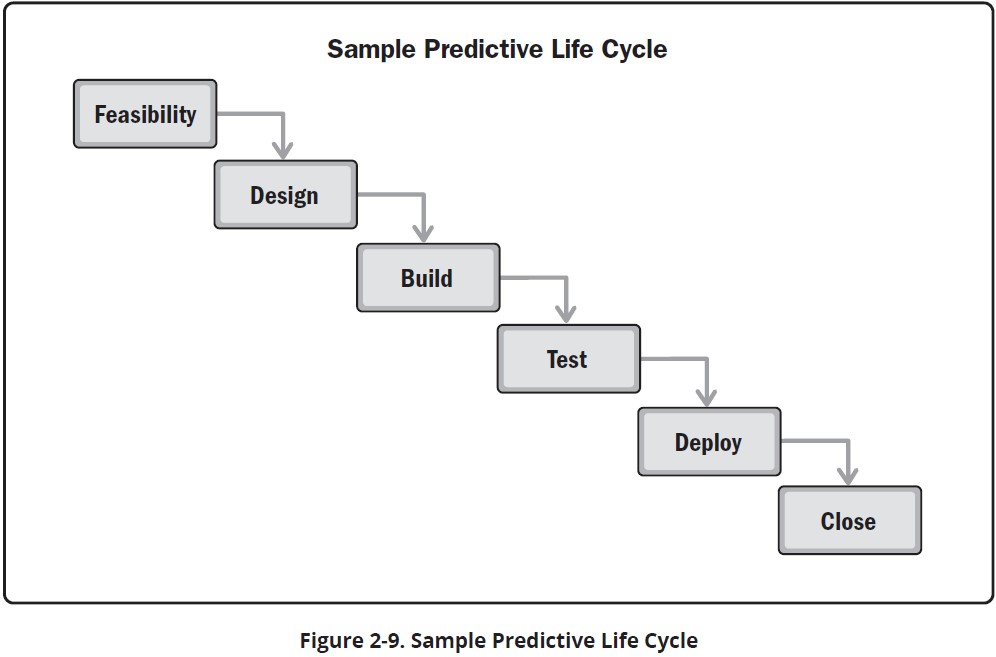 Sample Predictive Life Cycle
Feasibility
Design
Build
Test
Deploy
Close
Figure 2-9. Sample Predictive Life Cycle